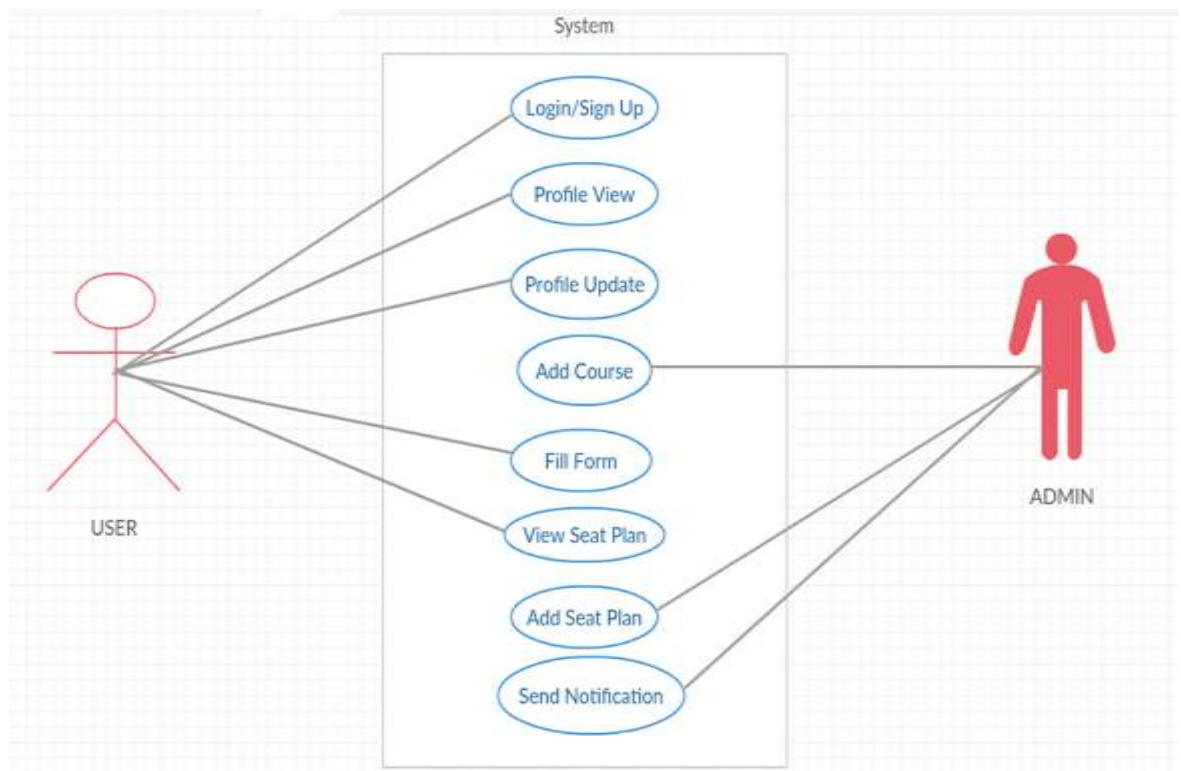 System
Login/Sign Up
Profile View
Profile Update
Add Course
Fill Form
View Seat Plan
Add Seat Plan
Send Notification
USER
ADMIN